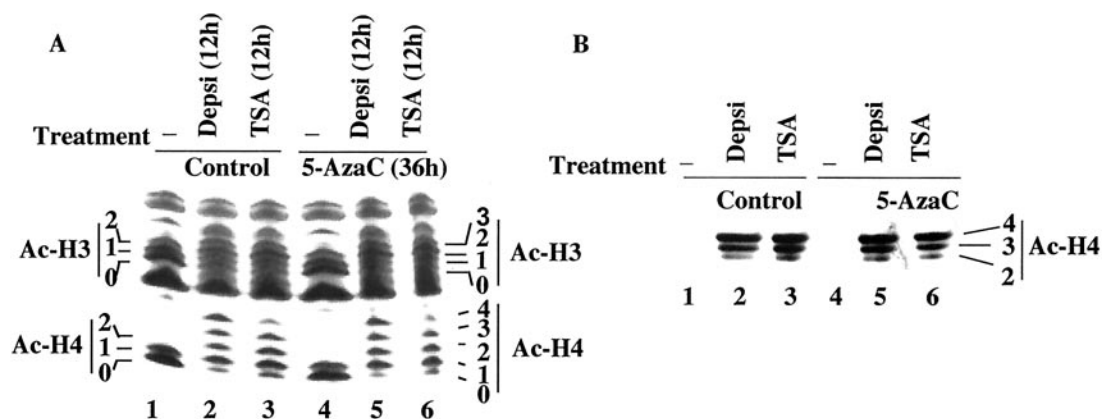 A
Depsi (12h)
TSA (12h)
Depsi (12h)
TSA (12h)
Treatment – –
Control 5-AzaC (36h)
Ac-H3 2 1 0
3 2 1 0 Ac-H3
Ac-H4 2 1 0
4 3 2 1 0 Ac-H4
1 2 3 4 5 6
B
Depsi
TSA
Depsi
TSA
Treatment – –
Control 5-AzaC
4 3 2 Ac-H4
1 2 3 4 5 6